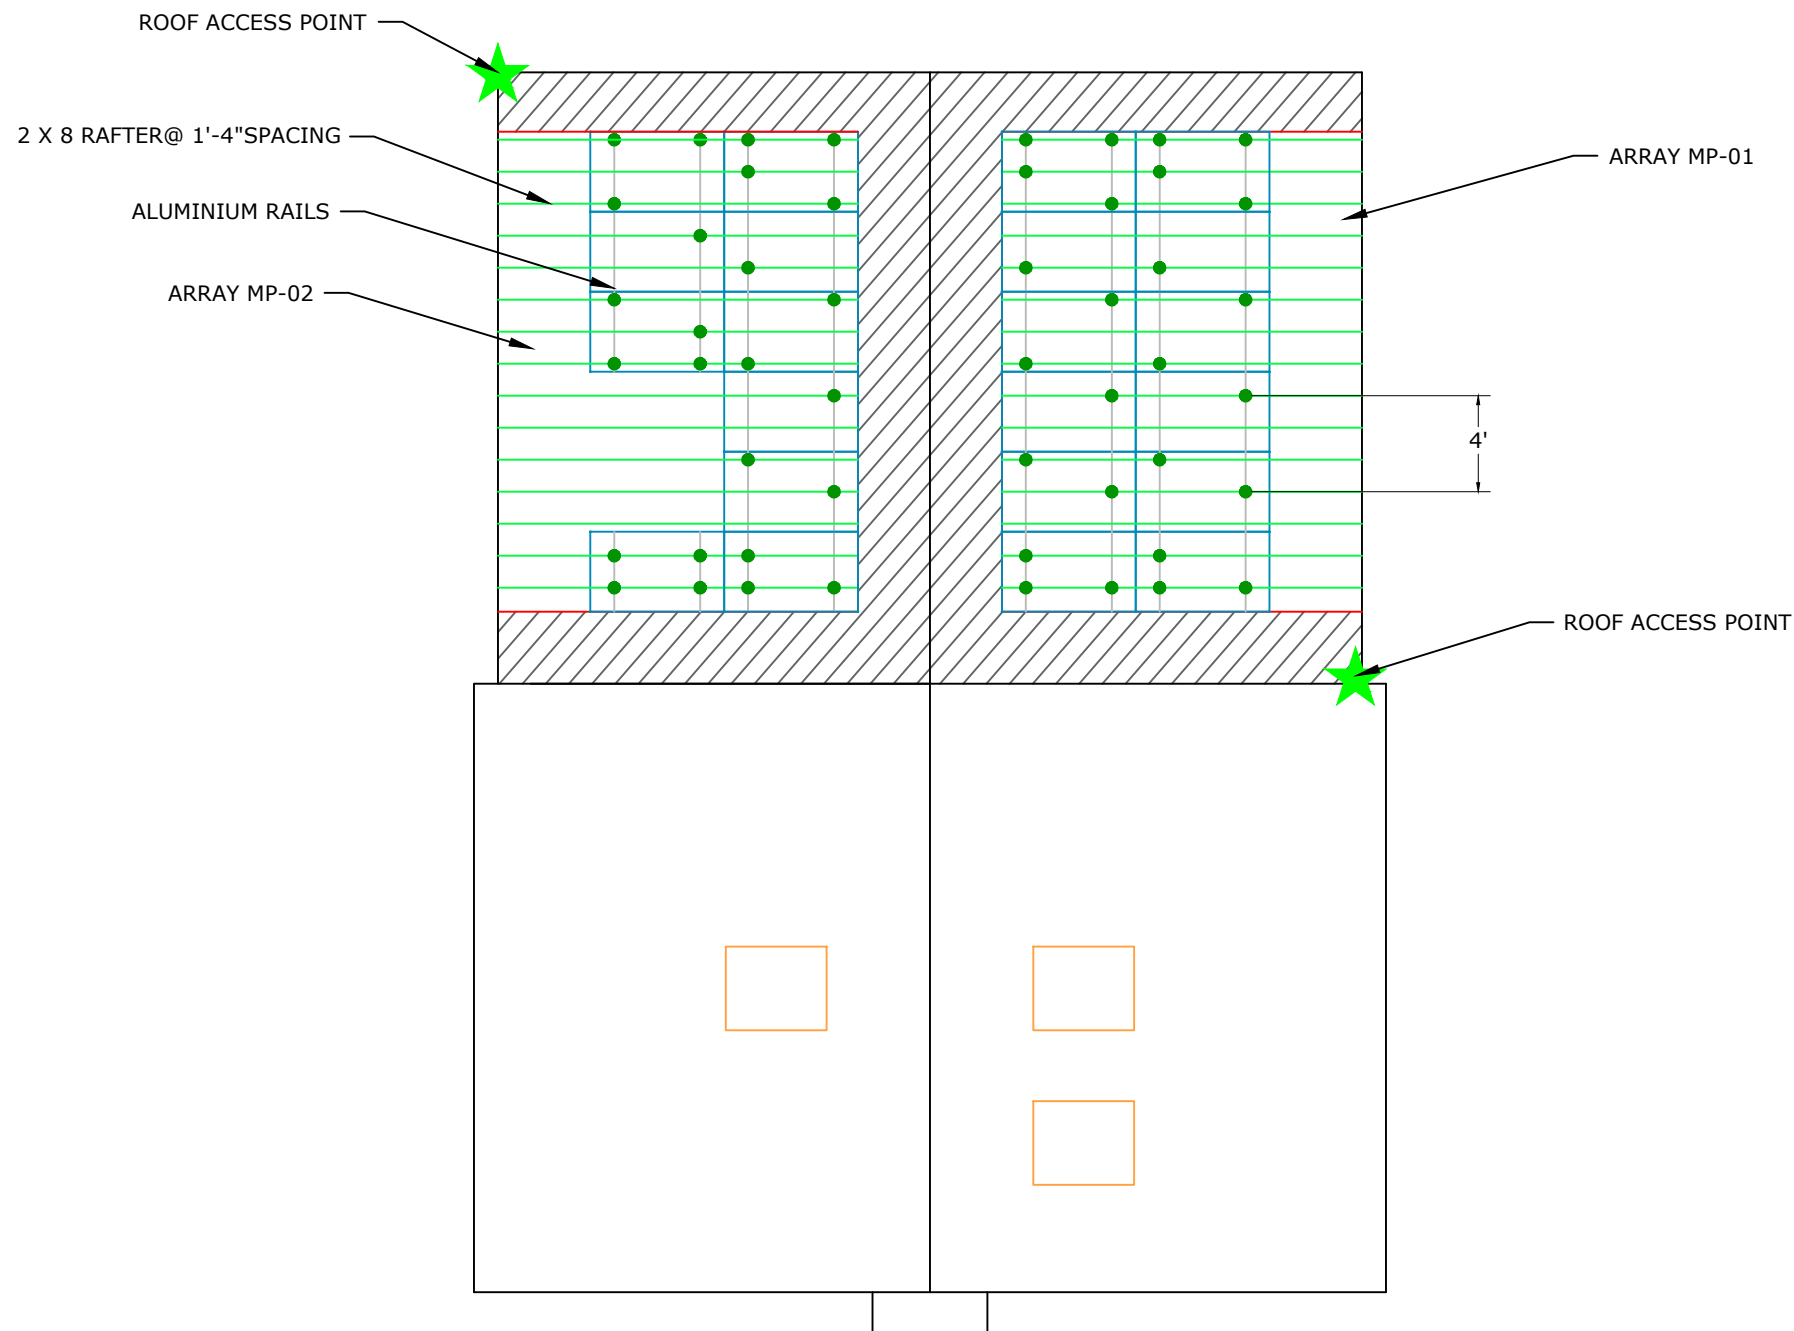 ROOF ACCESS POINT
2 X 8 RAFTER@ 1'-4"SPACING
ARRAY MP-01
ALUMINIUM RAILS
ARRAY MP-02
4'
ROOF ACCESS POINT